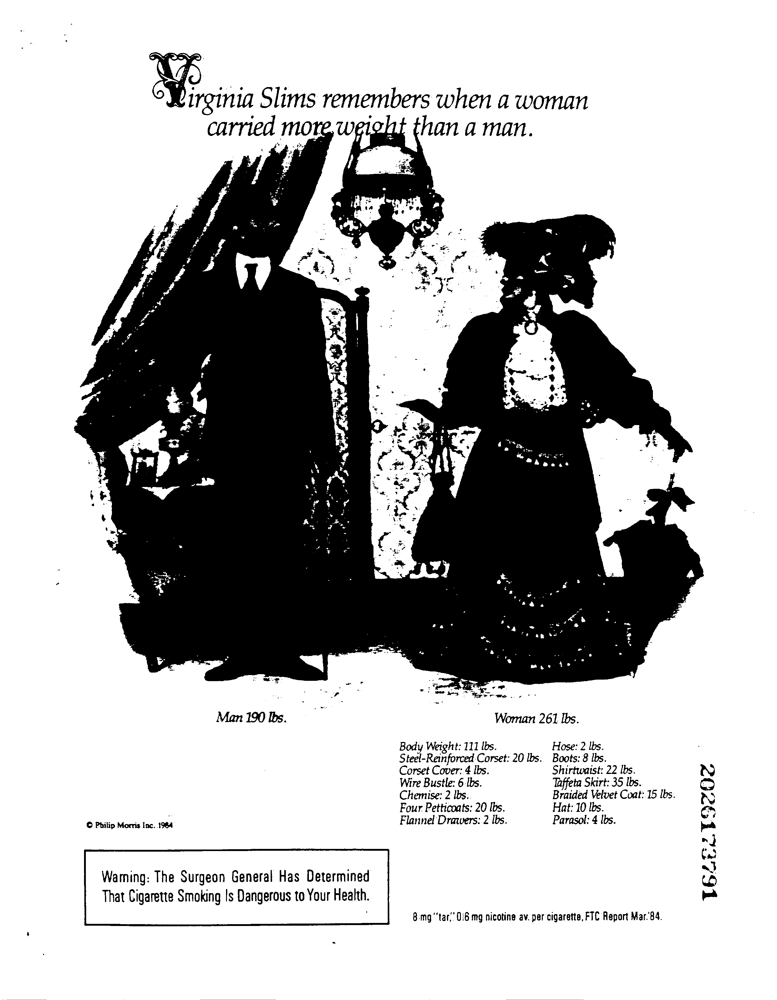 Virginia Slims remembers when a woman
carried more weight than a man.
Man 190 lbs.
Woman 261 lbs.
Body Weight: 111 lbs.
Steel-Reinforced Corset: 20 lbs.
Corset Cover: 4 lbs.
Wire Bustle: 6 lbs.
Chemise: 2 lbs.
Four Petticoats: 20 lbs.
Flannel Drawers: 2 lbs.
Hose: 2 lbs.
Boots: 8 lbs.
Shirtwaist: 22 lbs.
Taffeta Skirt: 35 lbs.
Braided Velvet Coat: 15 lbs.
Hat: 10 lbs.
Parasol: 4 lbs.
© Philip Morris Inc. 1984
Warning: The Surgeon General Has Determined
That Cigarette Smoking Is Dangerous to Your Health.
8 mg "tar," 0.6 mg nicotine av. per cigarette, FTC Report Mar.'84.
2026173791